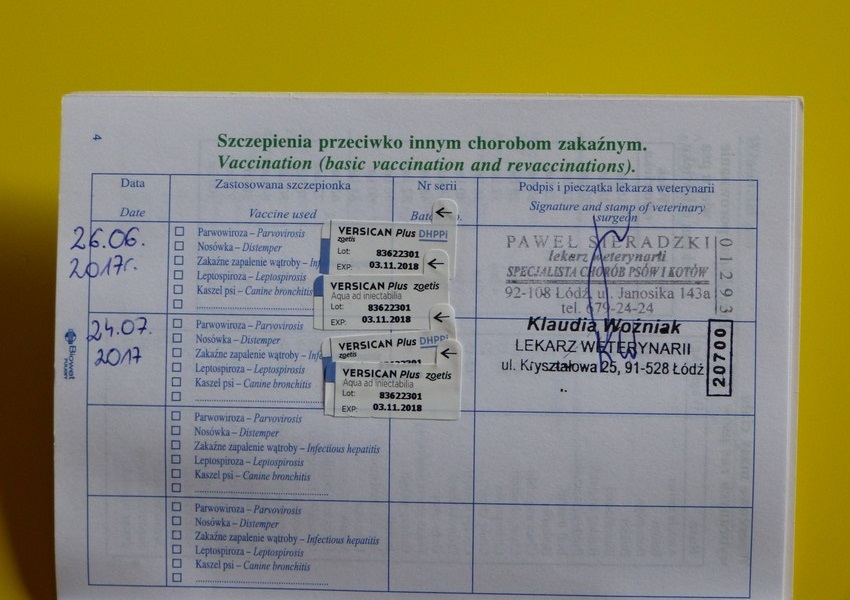 4
Szczepienia przeciwko innym chorobom zakaźnym.
Vaccination (basic vaccination and revaccinations).
Data
Date
Zastosowana szczepionka
Vaccine used
Nr serii
Podpis i pieczątka lekarza weterynarii
Signature and stamp of veterinary surgeon
26.06.
2017r.
Parwowiroza – Parvovirosis
Nosówka – Distemper
Zakaźne zapalenie wątroby –
Leptospiroza – Leptospirosis
Kaszel psi – Canine bronchitis
VERSICAN Plus DHPPi
zoetis
Lot: 83622301
EXP: 03.11.2018
VERSICAN Plus zoetis
Aqua ad iniectabilia
Lot: 83622301
EXP: 03.11.2018
PAWEŁ SIERADZKI
lekarz weterynarii
SPECJALISTA CHORÓB PSÓW I KOTÓW
92-108 Łódź, ul. Janosika 143a
tel. 679-24-24
01293
24.07.
2017
Parwowiroza – Parvovirosis
Nosówka – Distemper
Zakaźne zapalenie wątroby –
Leptospiroza – Leptospirosis
Kaszel psi – Canine bronchitis
VERSICAN Plus DHPPi
zoetis
VERSICAN Plus zoetis
Aqua ad iniectabilia
Lot: 83622301
EXP: 03.11.2018
Klaudia Woźniak
LEKARZ WETERYNARII
ul. Kryształowa 25, 91-528 Łódź
20700
Biowet
Parwowiroza – Parvovirosis
Nosówka – Distemper
Zakaźne zapalenie wątroby – Infectious hepatitis
Leptospiroza – Leptospirosis
Kaszel psi – Canine bronchitis
Parwowiroza – Parvovirosis
Nosówka – Distemper
Zakaźne zapalenie wątroby – Infectious hepatitis
Leptospiroza – Leptospirosis
Kaszel psi – Canine bronchitis